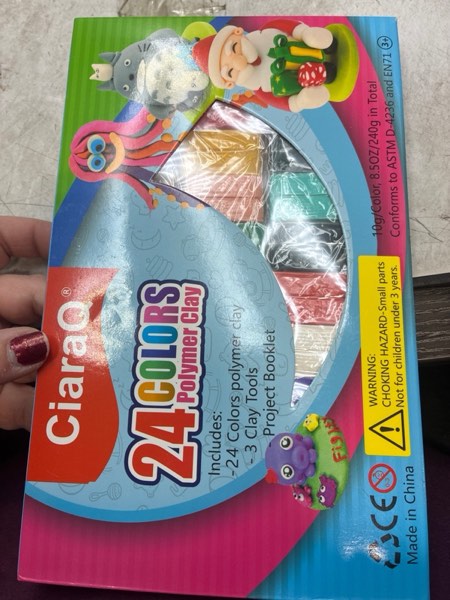 CiaraQ®
24 COLORS
Polymer Clay
Includes:
-24 Colors polymer clay
- 3 Clay Tools
Project Booklet
10g/Color, 8.5OZ/240g in Total
Conforms to ASTM D-4236 and EN71 3+
WARNING:
CHOKING HAZARD-Small parts
Not for children under 3 years.
CE
Made in China